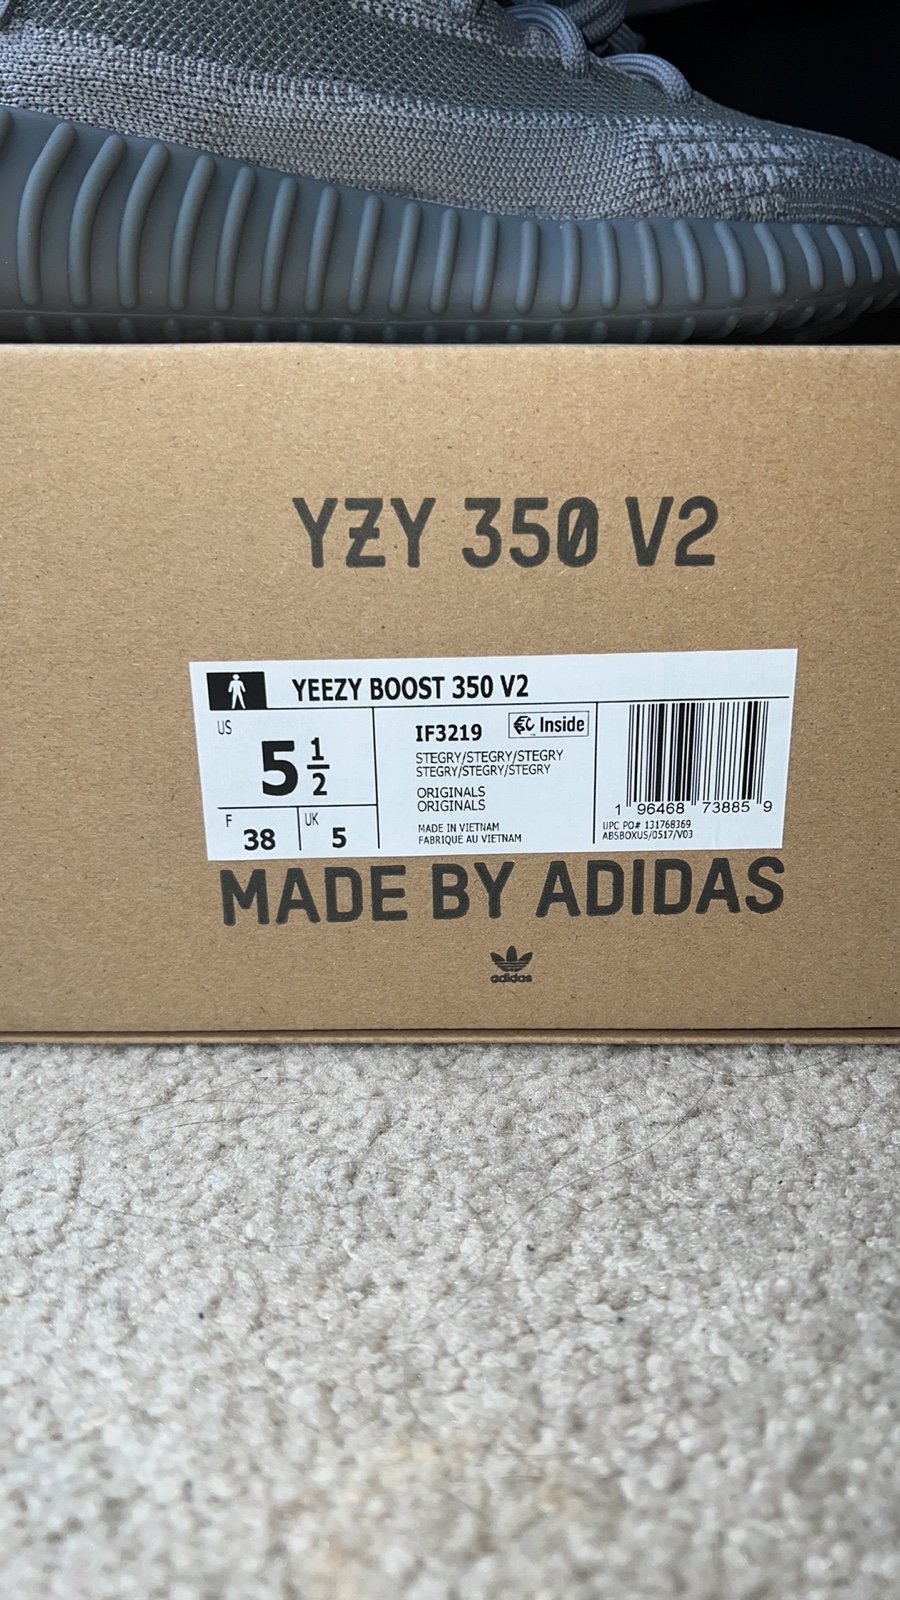 YZY 350 V2
YEEZY BOOST 350 V2
US
5 1/2
F
38
UK
5
IF3219
Inside
STEGRY/STEGRY/STEGRY
STEGRY/STEGRY/STEGRY
ORIGINALS
ORIGINALS
MADE IN VIETNAM
FABRIQUE AU VIETNAM
1 96468 73885 9
UPC PO# 131768369
ABSBOXUS/0517/V03
MADE BY ADIDAS
adidas